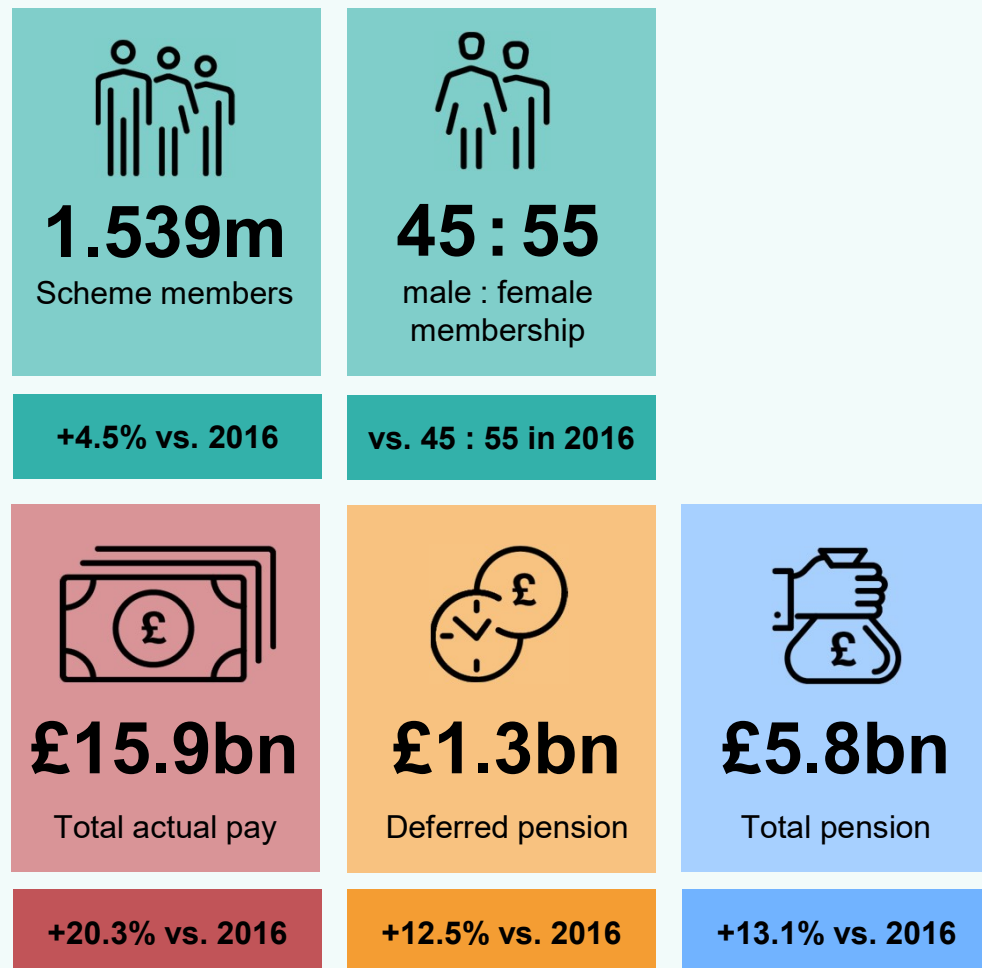 1.539m
Scheme members
+4.5% vs. 2016
45 : 55
male : female
membership
vs. 45 : 55 in 2016
£
£15.9bn
Total actual pay
+20.3% vs. 2016
£
£1.3bn
Deferred pension
+12.5% vs. 2016
£
£5.8bn
Total pension
+13.1% vs. 2016